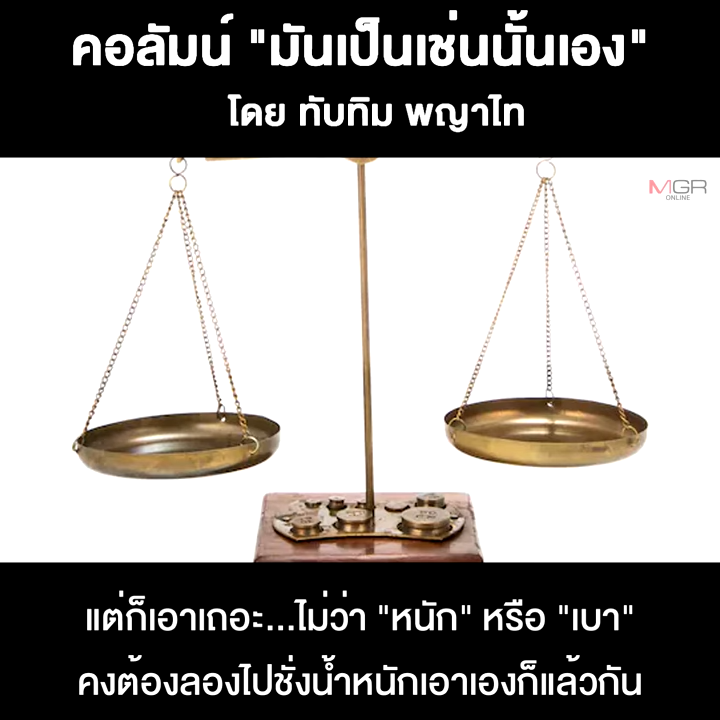 คอลัมน์ "มันเป็นเช่นนั้นเอง"
โดย ทับทิม พญาไท
MGR
ONLINE
แต่ก็เอาเถอะ...ไม่ว่า "หนัก" หรือ "เบา"
คงต้องลองไปชั่งน้ำหนักเอาเองก็แล้วกัน